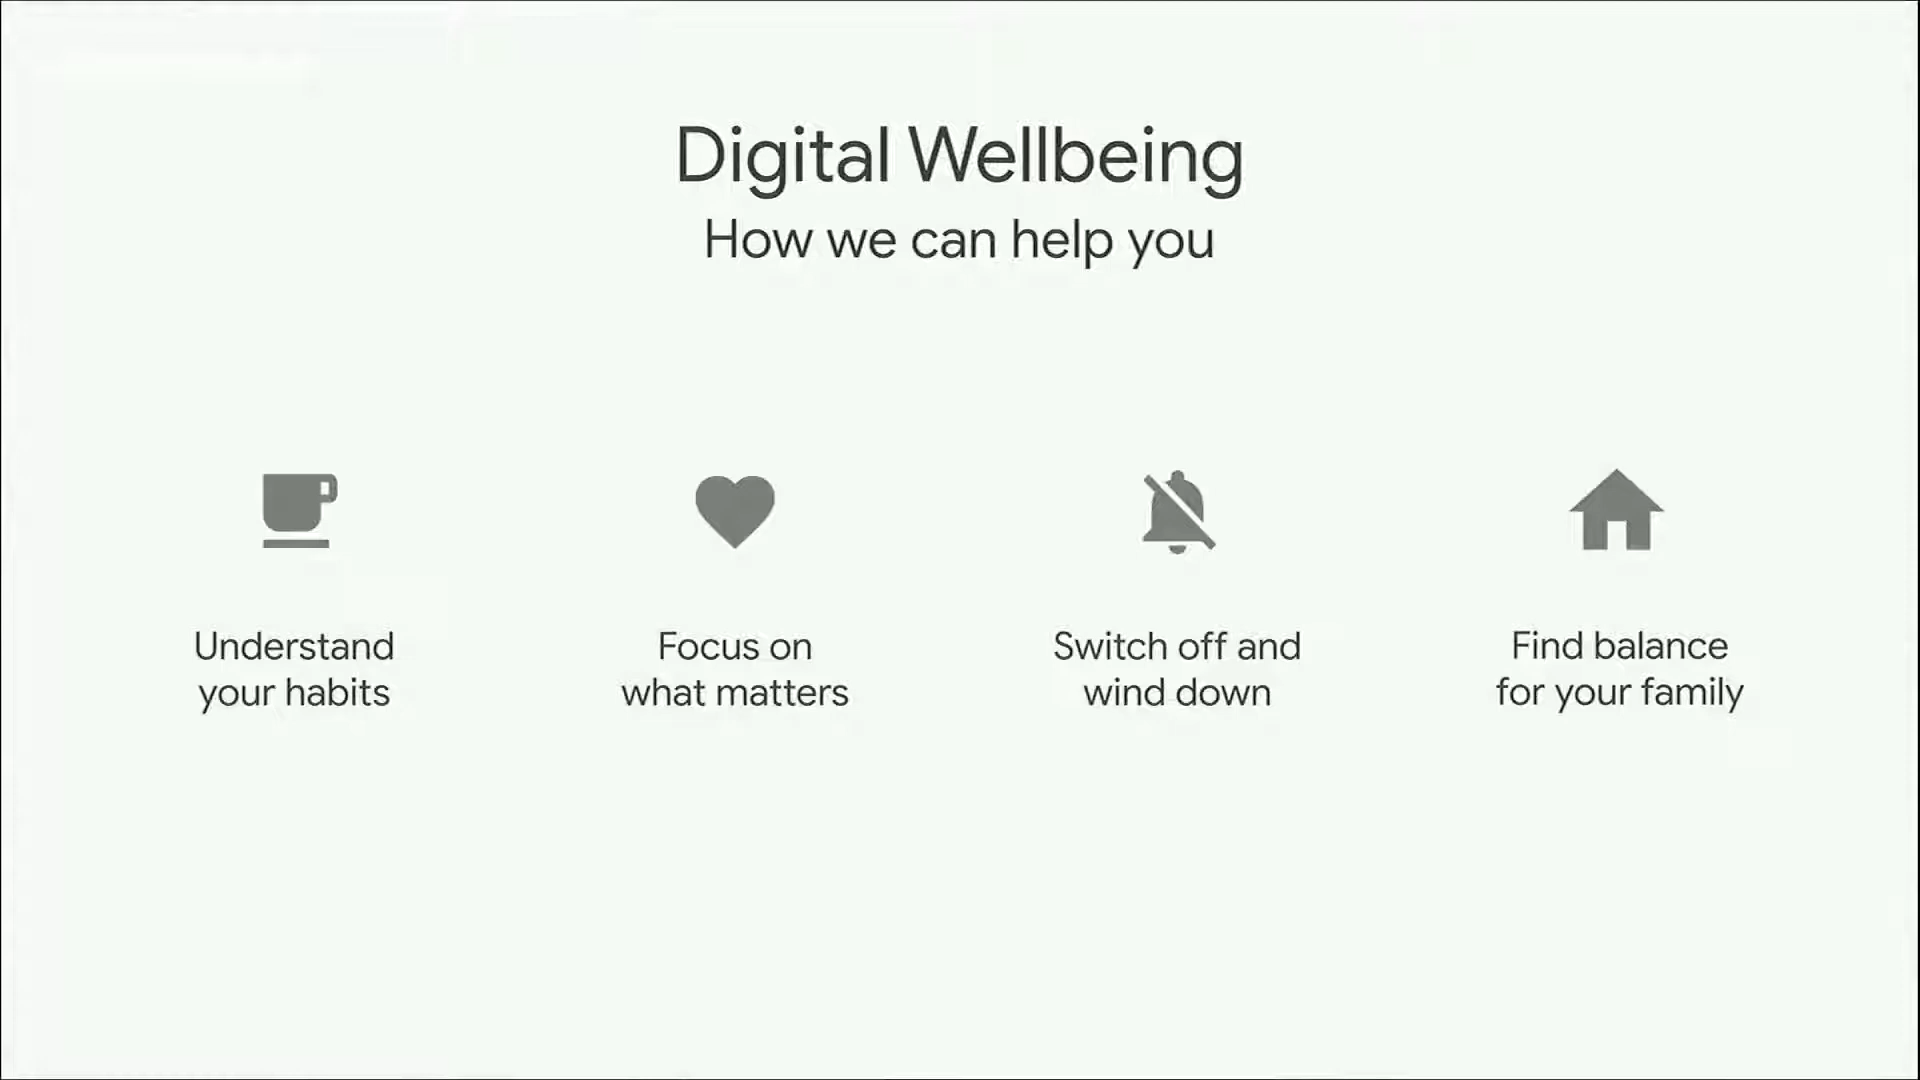 Digital Wellbeing
How we can help you
Understand
your habits
Focus on
what matters
Switch off and
wind down
Find balance
for your family